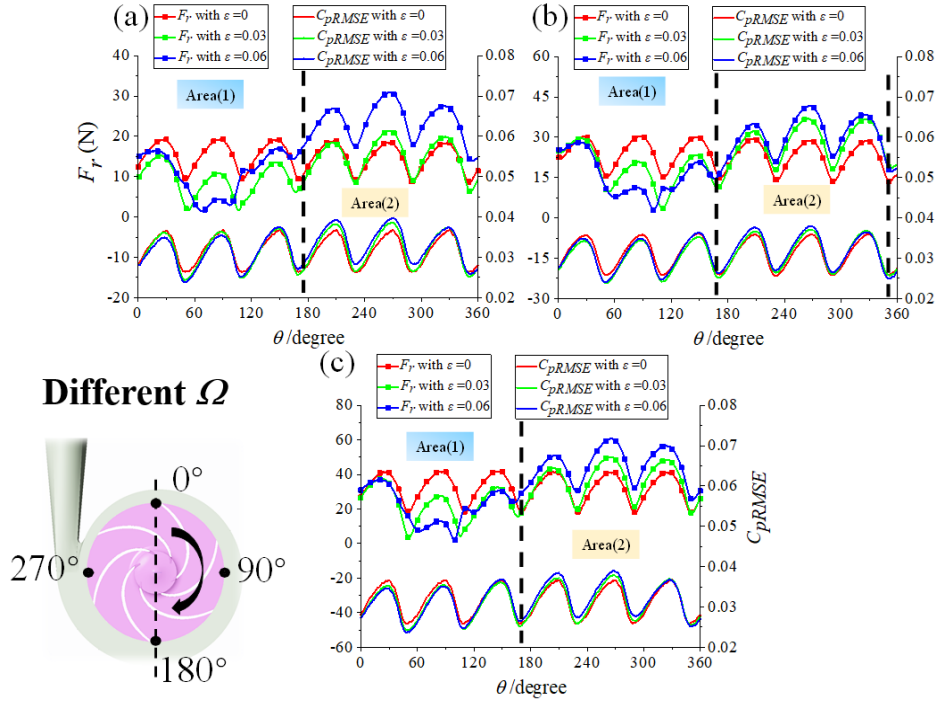 (a)
F_r with ε=0
F_r with ε=0.03
F_r with ε=0.06
C_pRMSE with ε=0
C_pRMSE with ε=0.03
C_pRMSE with ε=0.06
Area(1)
Area(2)
F_r (N)
40
30
20
10
0
-10
-20
0.08
0.07
0.06
0.05
0.04
0.03
0.02
0 60 120 180 240 300 360
θ /degree
(b)
F_r with ε=0
F_r with ε=0.03
F_r with ε=0.06
C_pRMSE with ε=0
C_pRMSE with ε=0.03
C_pRMSE with ε=0.06
Area(1)
Area(2)
60
45
30
15
0
-15
-30
0.08
0.07
0.06
0.05
0.04
0.03
0.02
0 60 120 180 240 300 360
θ /degree
(c)
F_r with ε=0
F_r with ε=0.03
F_r with ε=0.06
C_pRMSE with ε=0
C_pRMSE with ε=0.03
C_pRMSE with ε=0.06
Area(1)
Area(2)
80
60
40
20
0
-20
-40
-60
0.08
0.07
0.06
0.05
0.04
0.03
0.02
C_pRMSE
0 60 120 180 240 300 360
θ /degree
Different Ω
0°
270°
90°
180°